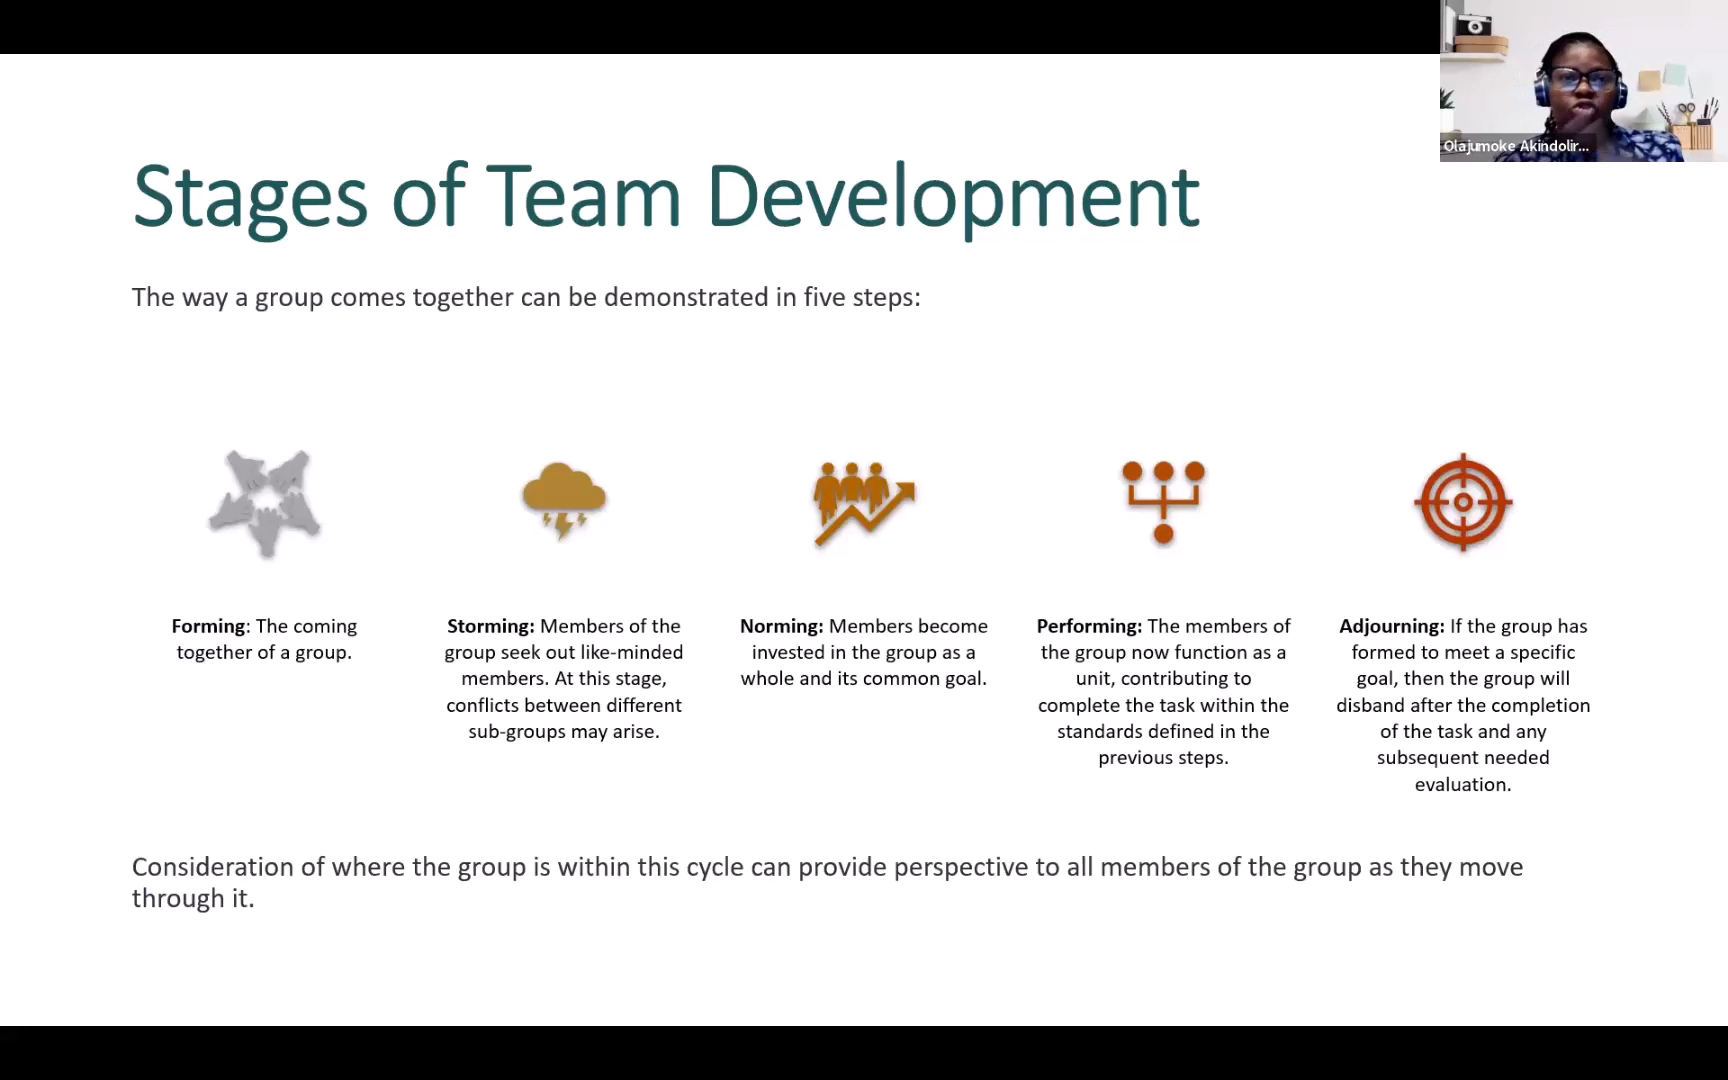 Olajumoke Akindolir...
Stages of Team Development
The way a group comes together can be demonstrated in five steps:
Forming: The coming
together of a group.
Storming: Members of the
group seek out like-minded
members. At this stage,
conflicts between different
sub-groups may arise.
Norming: Members become
invested in the group as a
whole and its common goal.
Performing: The members of
the group now function as a
unit, contributing to
complete the task within the
standards defined in the
previous steps.
Adjourning: If the group has
formed to meet a specific
goal, then the group will
disband after the completion
of the task and any
subsequent needed
evaluation.
Consideration of where the group is within this cycle can provide perspective to all members of the group as they move
through it.